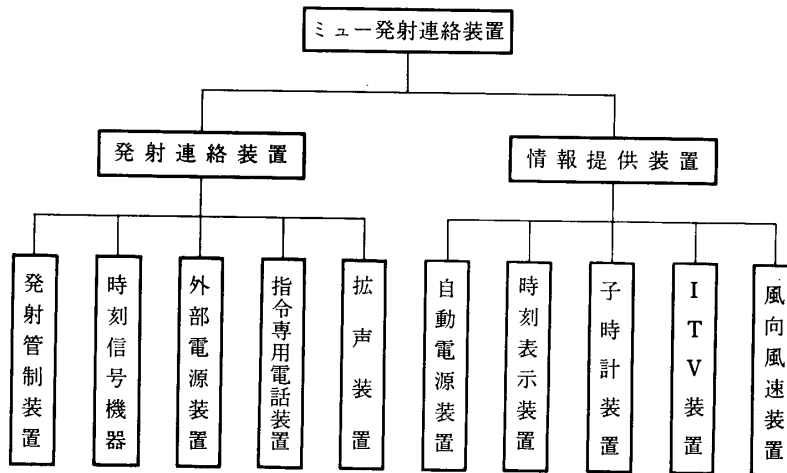 ミュー発射連絡装置
発射連絡装置
情報提供装置
発射管制装置
時刻信号機器
外部電源装置
指令専用電話装置
拡声装置
自動電源装置
時刻表示装置
子時計装置
ITV装置
風向風速装置